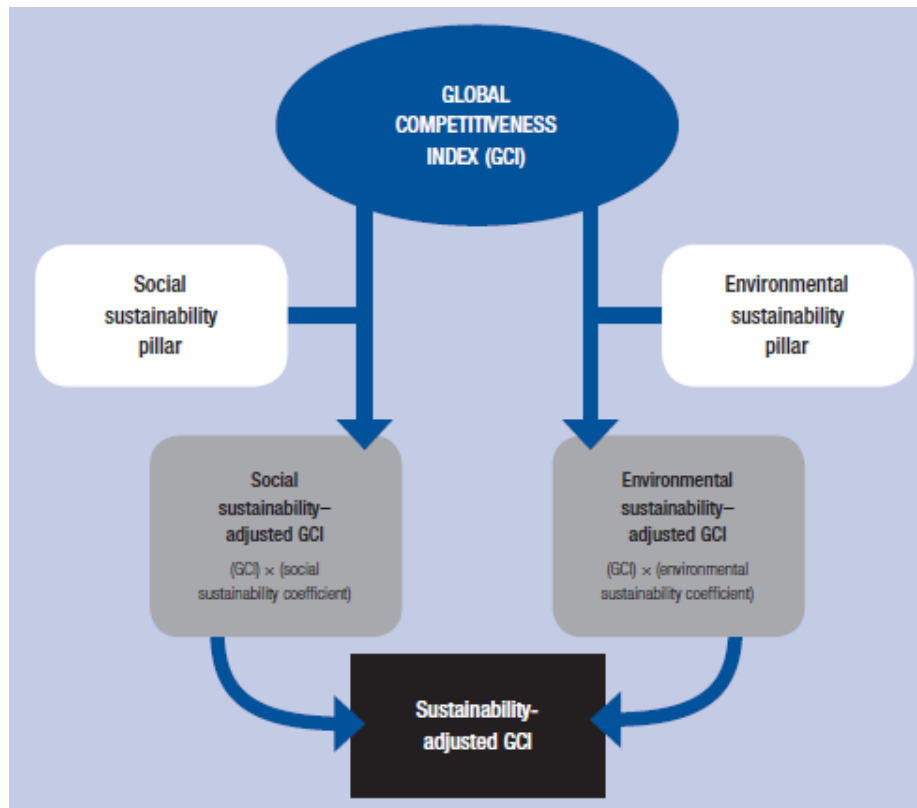 GLOBAL
COMPETITIVENESS
INDEX (GCI)
Social
sustainability
pillar
Environmental
sustainability
pillar
Social
sustainability–
adjusted GCI
(GCI) × (social
sustainability coefficient)
Environmental
sustainability–
adjusted GCI
(GCI) × (environmental
sustainability coefficient)
Sustainability-
adjusted GCI